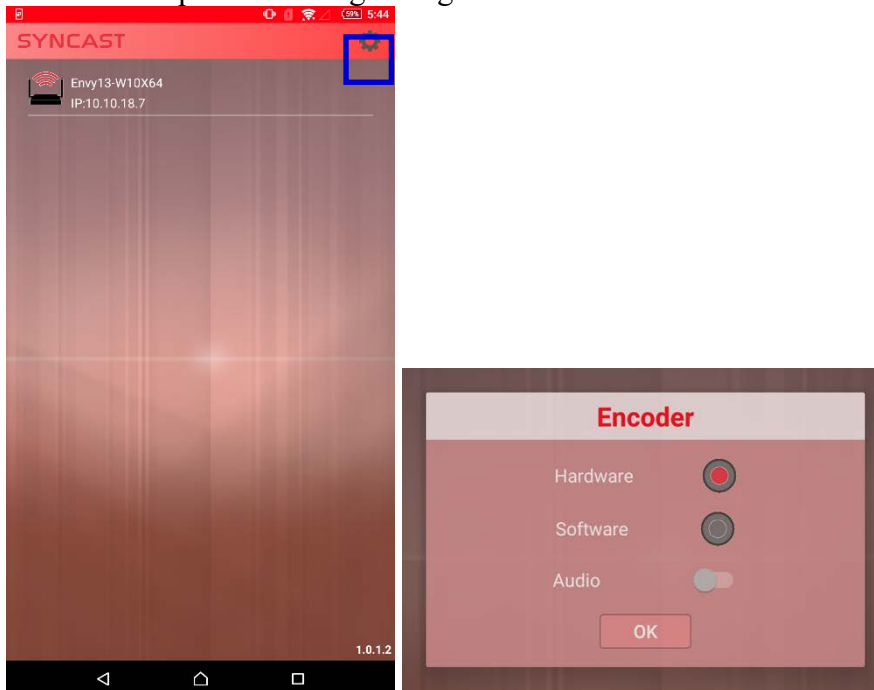 59% 5:44
SYNCAST
Envy13-W10X64
IP:10.10.18.7
1.0.1.2
Encoder
Hardware
Software
Audio
OK